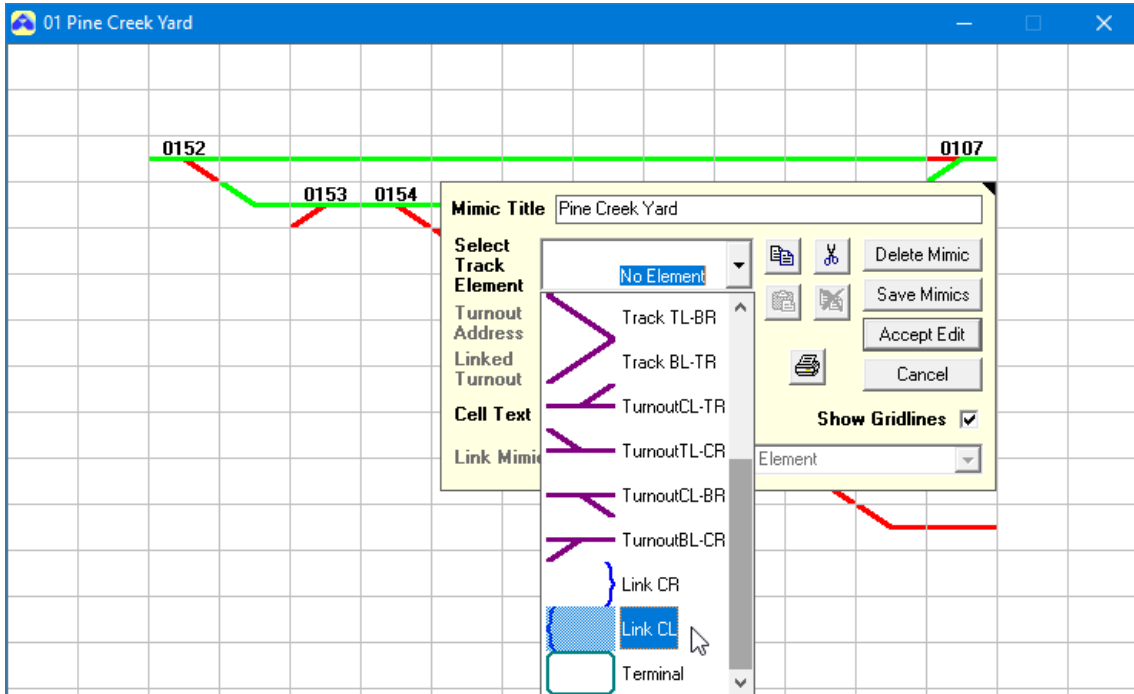 01 Pine Creek Yard
0152
0107
0153
0154
Mimic Title
Pine Creek Yard
Select
Track
Element
No Element
Delete Mimic
Turnout
Address
Save Mimics
Accept Edit
Linked
Turnout
Cancel
Cell Text
Show Gridlines
Link Mimic
Element
Track TL-BR
Track BL-TR
TurnoutCL-TR
TurnoutTL-CR
TurnoutCL-BR
TurnoutBL-CR
Link CR
Link CL
Terminal